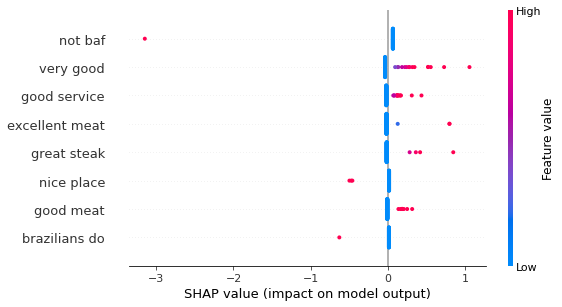 High
not baf
very good
good service
excellent meat
great steak
nice place
good meat
brazilians do
Feature value
Low
−3
−2
−1
0
1
SHAP value (impact on model output)